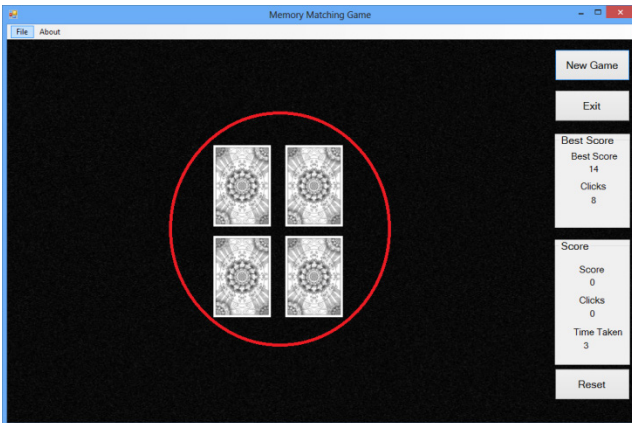 Memory Matching Game
File About
New Game
Exit
Best Score
Best Score
14
Clicks
8
Score
Score
0
Clicks
0
Time Taken
3
Reset